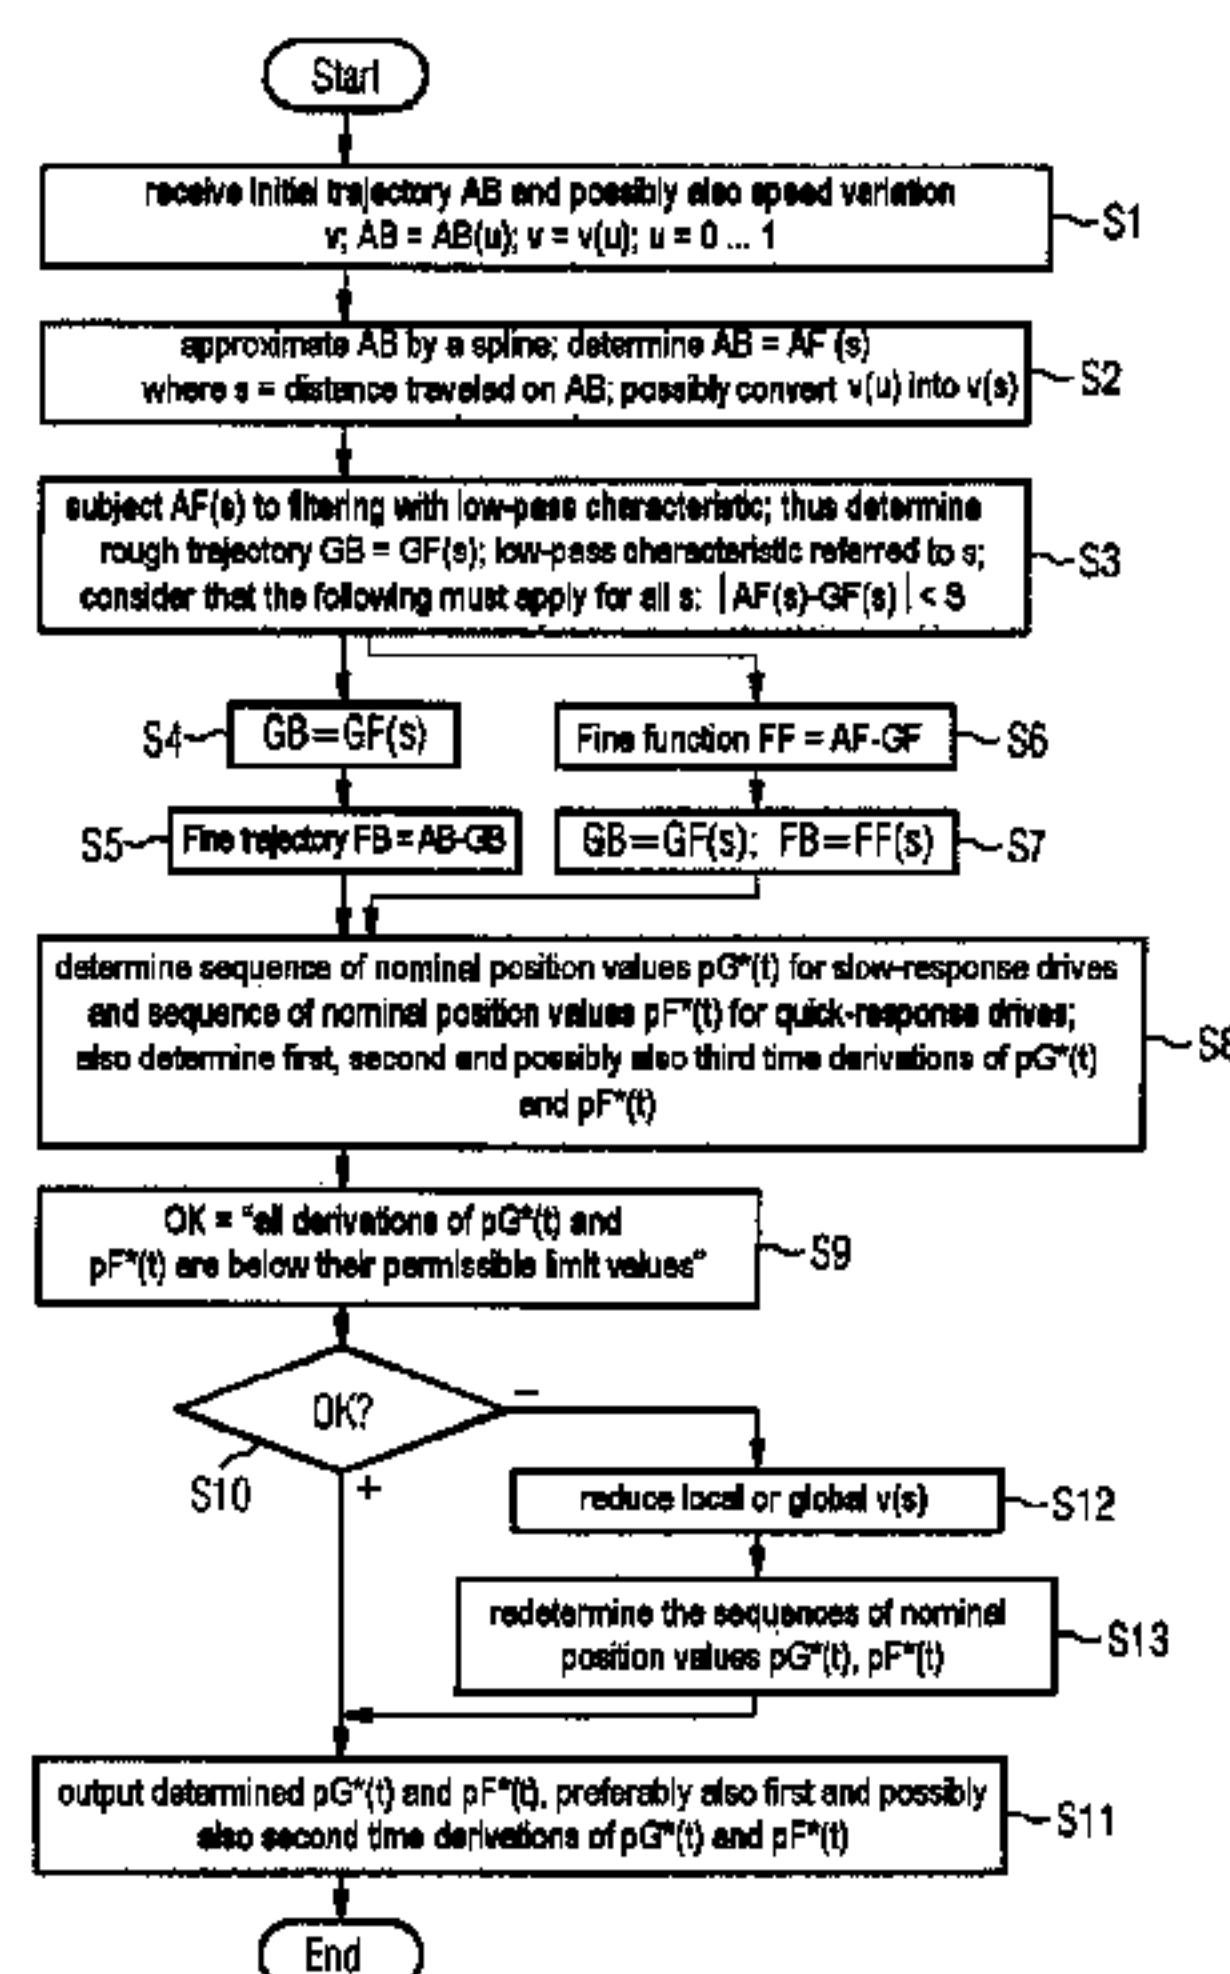 Start
receive initial trajectory AB and possibly also speed variation
v; AB = AB(u); v = v(u); u = 0 ... 1
S1
approximate AB by a spline; determine AB = AF (s)
where s = distance traveled on AB; possibly convert v(u) into v(s)
S2
subject AF(s) to filtering with low-pass characteristic; thus determine
rough trajectory GB = GF(s); low-pass characteristic referred to s;
consider that the following must apply for all s: |AF(s)-GF(s)| < S
S3
S4
GB=GF(s)
Fine function FF = AF-GF
S6
S5
Fine trajectory FB = AB-GB
GB=GF(s); FB=FF(s)
S7
determine sequence of nominal position values pG*(t) for slow-response drives
and sequence of nominal position values pF*(t) for quick-response drives;
also determine first, second and possibly also third time derivations of pG*(t)
and pF*(t)
S8
OK = "all derivations of pG*(t) and
pF*(t) are below their permissible limit values"
S9
OK?
−
S10
+
reduce local or global v(s)
S12
redetermine the sequences of nominal
position values pG*(t), pF*(t)
S13
output determined pG*(t) and pF*(t), preferably also first and possibly
also second time derivations of pG*(t) and pF*(t)
S11
End